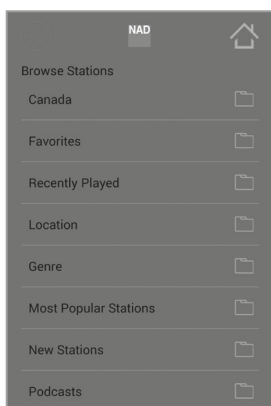 NAD
Browse Stations
Canada
Favorites
Recently Played
Location
Genre
Most Popular Stations
New Stations
Podcasts